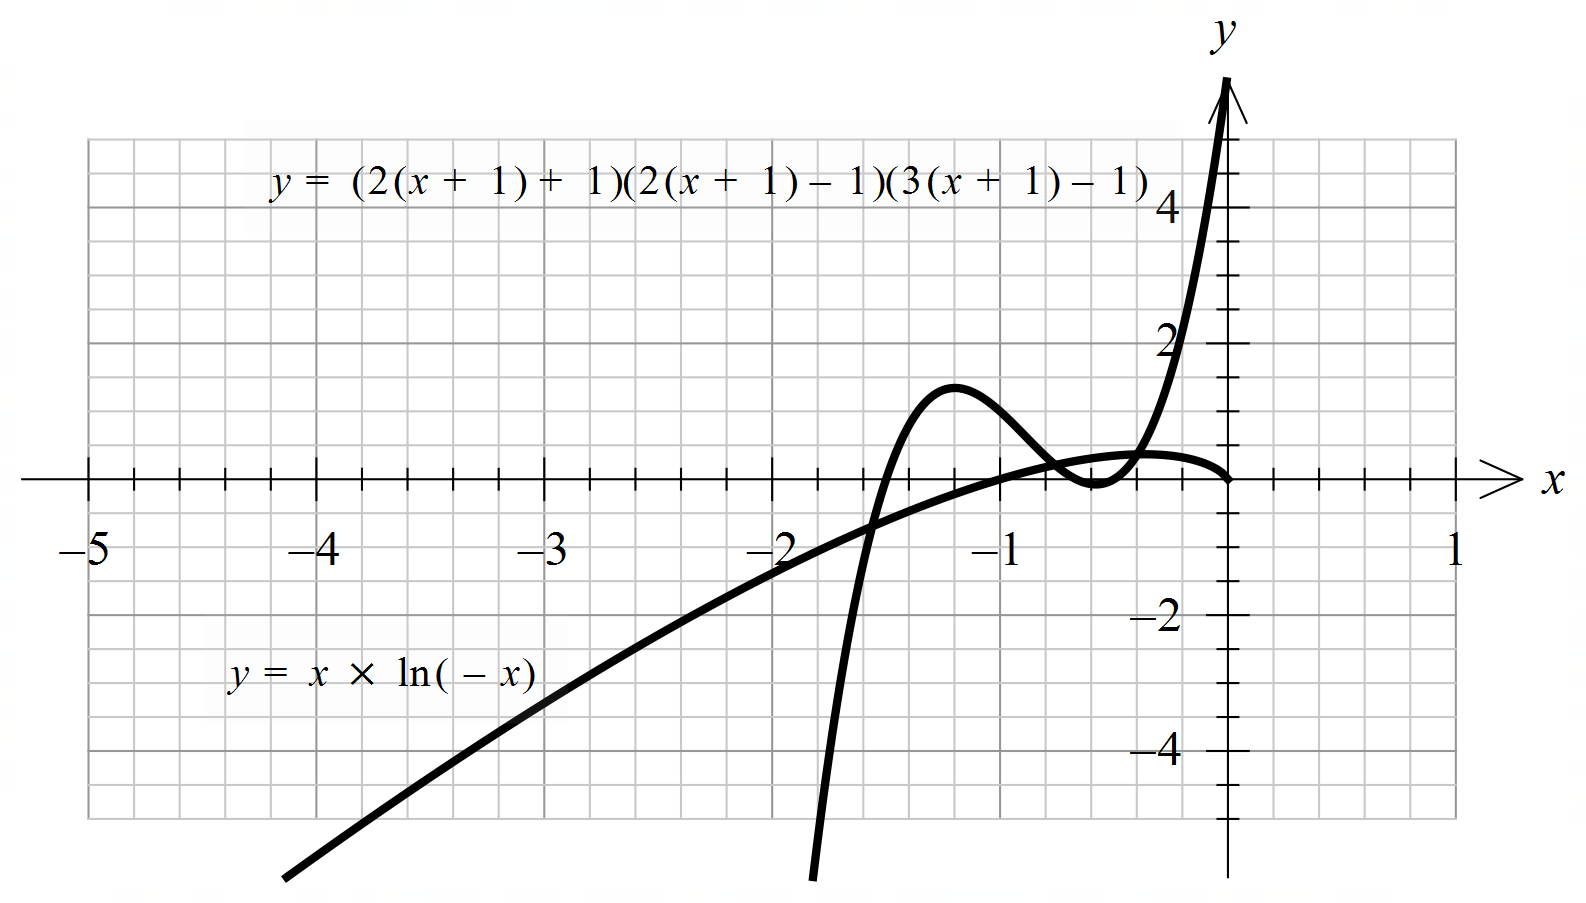 y
y = (2(x + 1) + 1)(2(x + 1) – 1)(3(x + 1) – 1)
4
2
x
–5 –4 –3 –2 –1 1
–2
y = x × ln( – x)
–4